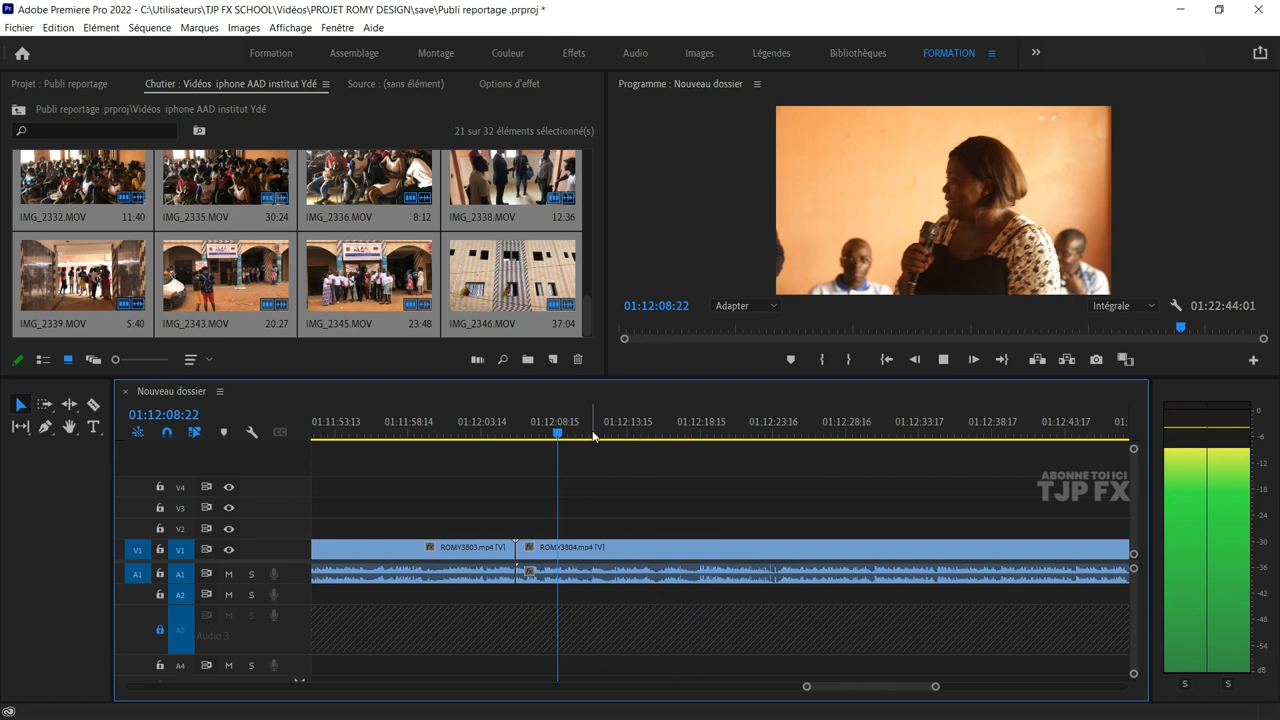 Adobe Premiere Pro 2022 - C:\Utilisateurs\TJP FX SCHOOL\Vidéos\PROJET ROMY DESIGN\save\Publi reportage .prproj *
Fichier Edition Elément Séquence Marques Images Affichage Fenêtre Aide
Formation Assemblage Montage Couleur Effets Audio Images Légendes Bibliothèques FORMATION
Projet : Publi reportage Chutier : Vidéos iphone AAD institut Ydé Source : (sans élément) Options d'effet
Programme : Nouveau dossier
Publi reportage .prproj\Vidéos iphone AAD institut Ydé
21 sur 32 éléments sélectionné(s)
IMG_2332.MOV 11:40 IMG_2335.MOV 30:24 IMG_2336.MOV 8:12 IMG_2338.MOV 12:36
IMG_2339.MOV 5:40 IMG_2343.MOV 20:27 IMG_2345.MOV 23:48 IMG_2346.MOV 37:04
01:12:08:22 Adapter Intégrale 01:22:44:01
Nouveau dossier
01:12:08:22
01:11:53:13 01:11:58:14 01:12:03:14 01:12:08:15 01:12:13:15 01:12:18:15 01:12:23:16 01:12:28:16 01:12:33:17 01:12:38:17 01:12:43:17 01:
ABONNE TOI ICI
TJP FX
V4
V3
V2
V1 V1 ROMY3803.mp4 [V] ROMY3804.mp4 [V]
A1 A1 M S
A2 M S
A3 M S
Audio 3
A4 M S
0
-6
-12
-18
-24
-30
-36
-42
-48
-54
dB
S S